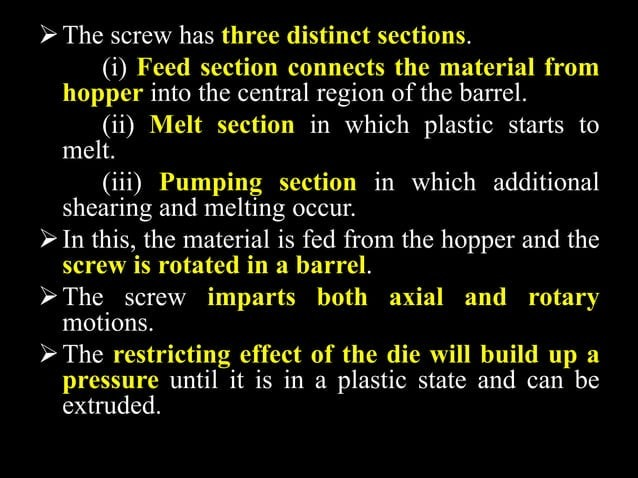 ➢The screw has three distinct sections.
(i) Feed section connects the material from
hopper into the central region of the barrel.
(ii) Melt section in which plastic starts to
melt.
(iii) Pumping section in which additional
shearing and melting occur.
➢In this, the material is fed from the hopper and the
screw is rotated in a barrel.
➢The screw imparts both axial and rotary
motions.
➢The restricting effect of the die will build up a
pressure until it is in a plastic state and can be
extruded.